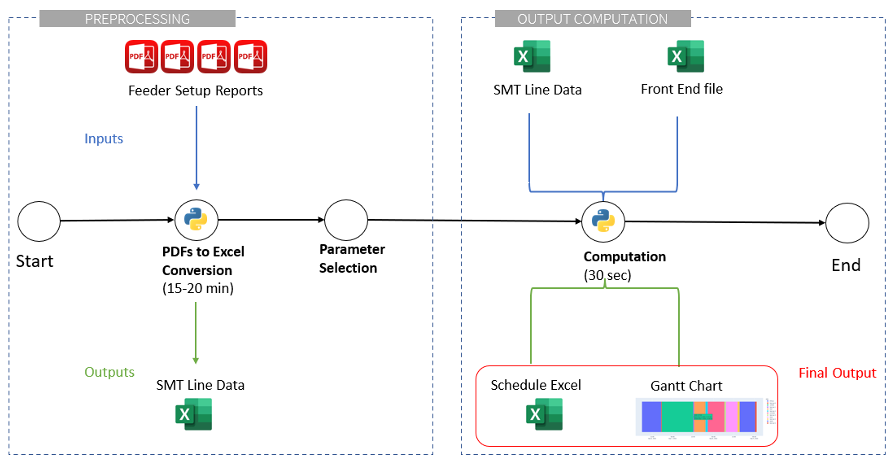 PREPROCESSING
OUTPUT COMPUTATION
PDF PDF PDF PDF
Feeder Setup Reports
X
SMT Line Data
X
Front End file
Inputs
Start
PDFs to Excel
Conversion
(15-20 min)
Parameter
Selection
Computation
(30 sec)
End
Outputs
SMT Line Data
X
Final Output
Schedule Excel
X
Gantt Chart